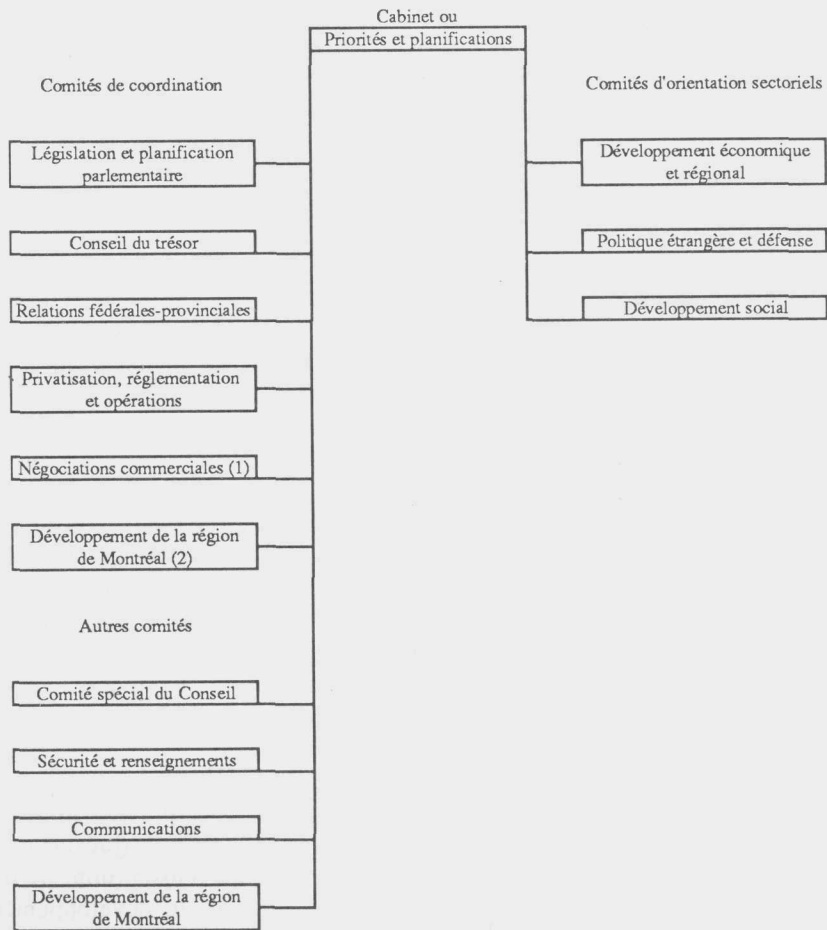 Cabinet ou
Priorités et planifications
Comités de coordination
Législation et planification
parlementaire
Conseil du trésor
Relations fédérales-provinciales
Privatisation, réglementation
et opérations
Négociations commerciales (1)
Développement de la région
de Montréal (2)
Autres comités
Comité spécial du Conseil
Sécurité et renseignements
Communications
Développement de la région
de Montréal
Comités d'orientation sectoriels
Développement économique
et régional
Politique étrangère et défense
Développement social